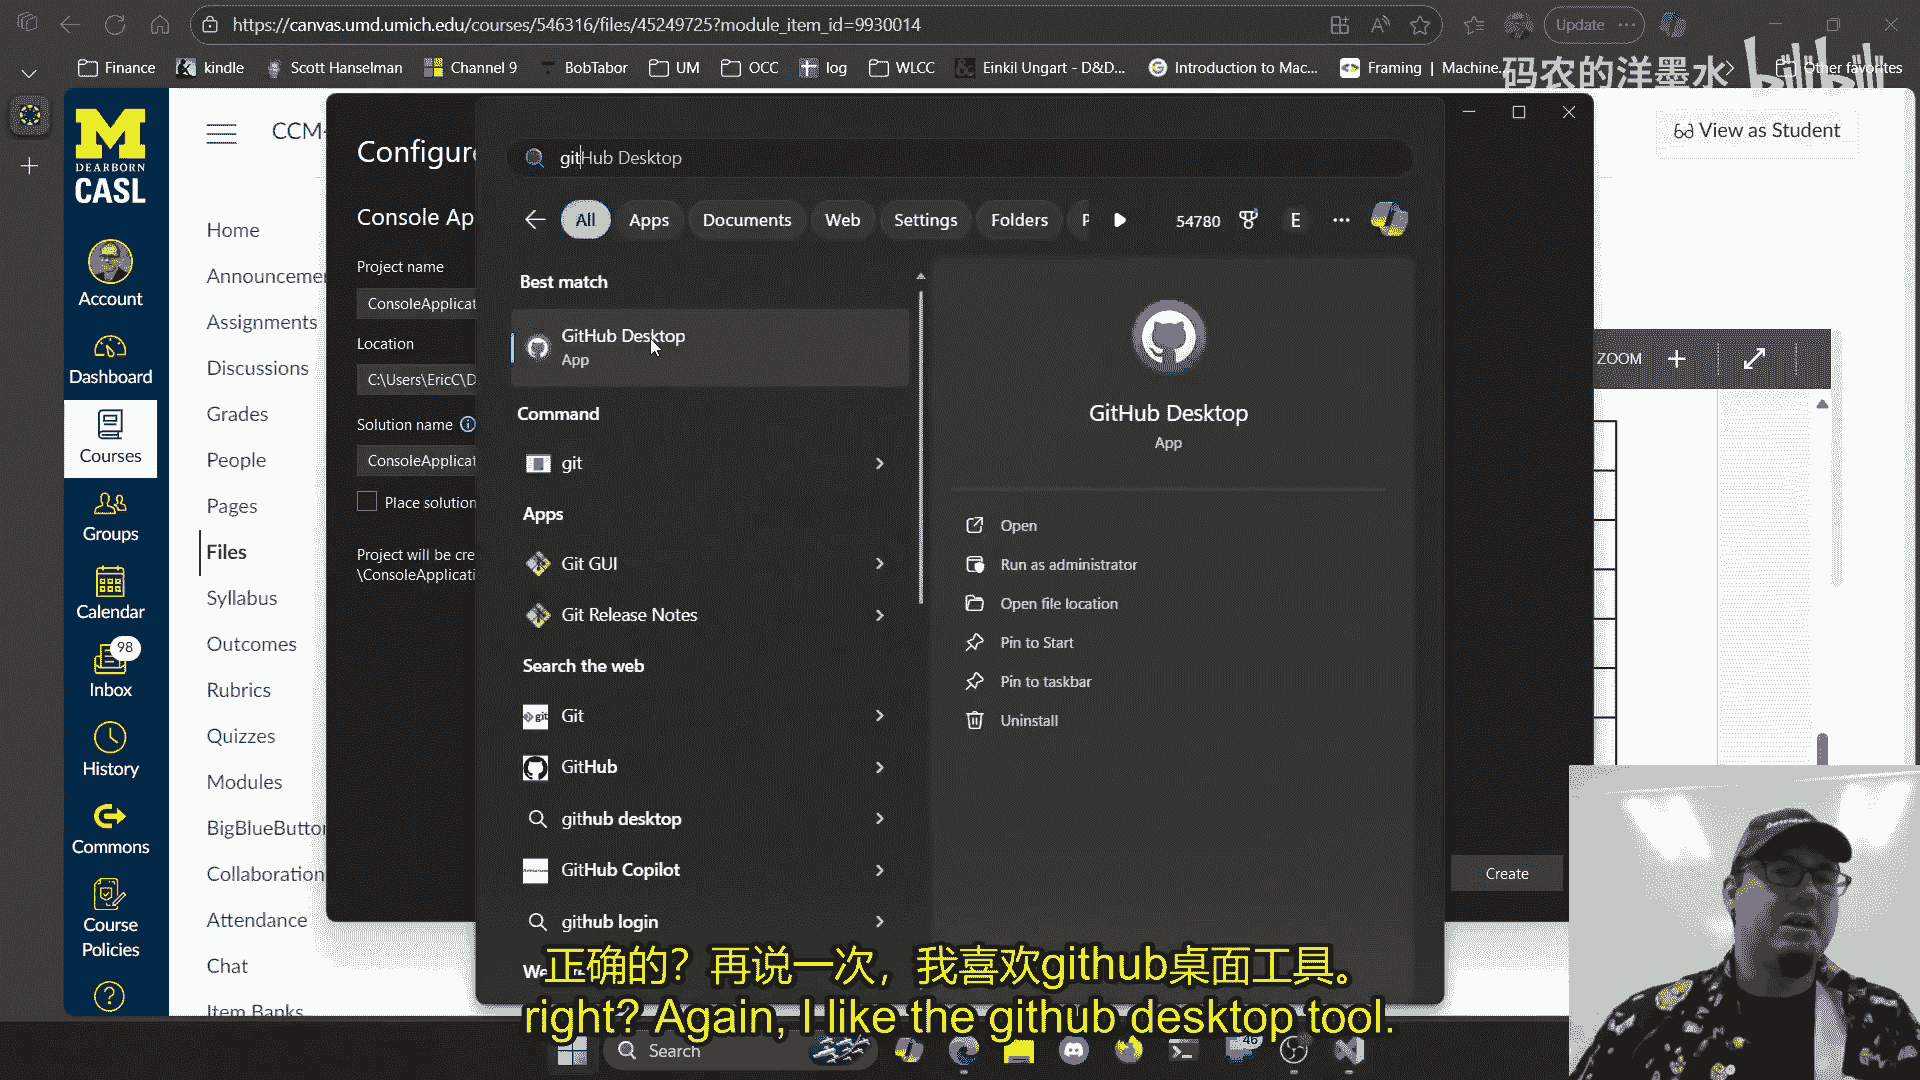 https://canvas.umd.umich.edu/courses/546316/files/45249725?module_item_id=9930014
Update
Finance
kindle
Scott Hanselman
Channel 9
BobTabor
UM
OCC
log
WLCC
Einkil Ungart - D&D...
Introduction to Mac...
Framing | Machine...
Other favorites
码农的洋墨水
bilibili
M
DEARBORN
CASL
Account
Dashboard
Courses
Groups
Calendar
98
Inbox
History
Commons
Course
Policies
CCM
Home
Announcemen
Assignments
Discussions
Grades
People
Pages
Files
Syllabus
Outcomes
Rubrics
Quizzes
Modules
BigBlueButton
Collaboration
Attendance
Chat
Item Banks
View as Student
Configure
Console Ap
Project name
ConsoleApplicat
Location
C:\Users\EricC\D
Solution name
ConsoleApplicat
Place solution
Project will be cre
\ConsoleApplicati
gitHub Desktop
All
Apps
Documents
Web
Settings
Folders
54780
E
Best match
GitHub Desktop
App
Command
git
Apps
Git GUI
Git Release Notes
Search the web
Git
GitHub
github desktop
GitHub Copilot
github login
GitHub Desktop
App
Open
Run as administrator
Open file location
Pin to Start
Pin to taskbar
Uninstall
ZOOM
Create
正确的？再说一次，我喜欢github桌面工具。
right? Again, I like the github desktop tool.
Search
46